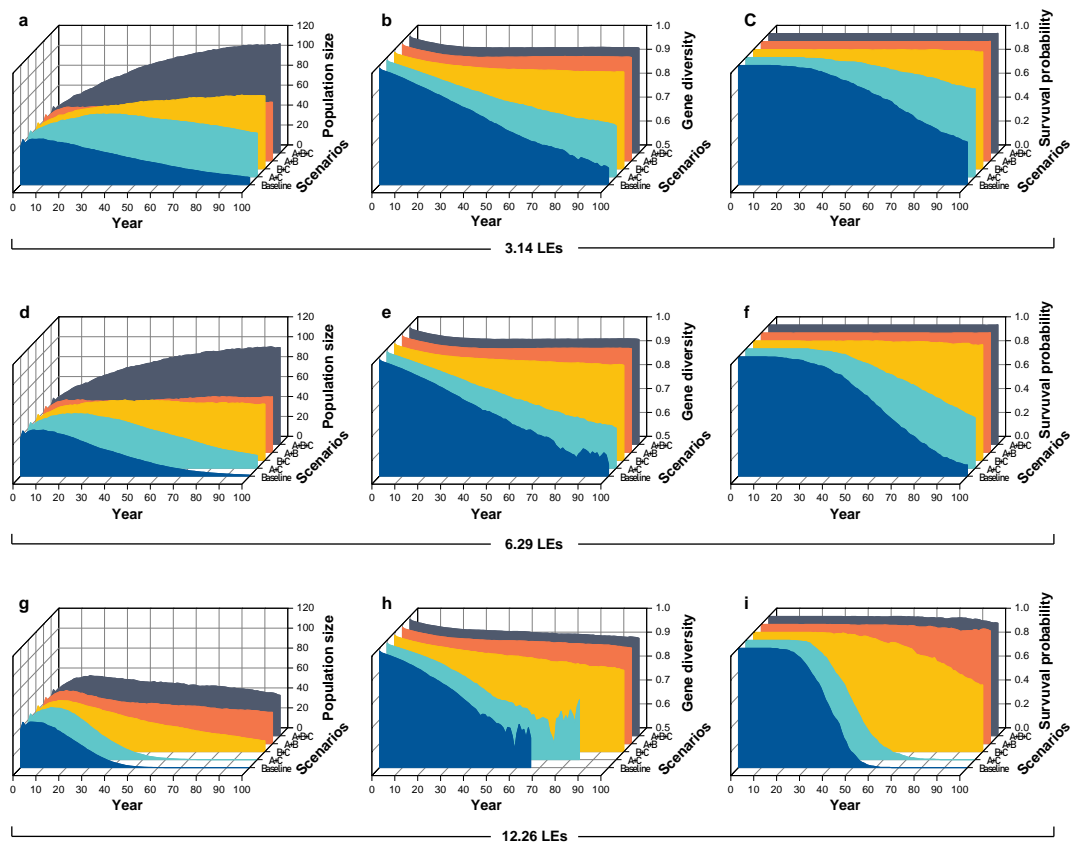 a
120
100
80
60
40
20
0
Population size
A+B+C
A+B
B+C
A+C
Baseline
Scenarios
0 10 20 30 40 50 60 70 80 90 100
Year
b
1.0
0.9
0.8
0.7
0.6
0.5
Gene diversity
A+B+C
A+B
B+C
A+C
Baseline
Scenarios
0 10 20 30 40 50 60 70 80 90 100
Year
C
1.0
0.8
0.6
0.4
0.2
0.0
Survuval probability
A+B+C
A+B
B+C
A+C
Baseline
Scenarios
0 10 20 30 40 50 60 70 80 90 100
Year
3.14 LEs
d
120
100
80
60
40
20
0
Population size
A+B+C
A+B
B+C
A+C
Baseline
Scenarios
0 10 20 30 40 50 60 70 80 90 100
Year
e
1.0
0.9
0.8
0.7
0.6
0.5
Gene diversity
A+B+C
A+B
B+C
A+C
Baseline
Scenarios
0 10 20 30 40 50 60 70 80 90 100
Year
f
1.0
0.8
0.6
0.4
0.2
0.0
Survuval probability
A+B+C
A+B
B+C
A+C
Baseline
Scenarios
0 10 20 30 40 50 60 70 80 90 100
Year
6.29 LEs
g
120
100
80
60
40
20
0
Population size
A+B+C
A+B
B+C
A+C
Baseline
Scenarios
0 10 20 30 40 50 60 70 80 90 100
Year
h
1.0
0.9
0.8
0.7
0.6
0.5
Gene diversity
A+B+C
A+B
B+C
A+C
Baseline
Scenarios
0 10 20 30 40 50 60 70 80 90 100
Year
i
1.0
0.8
0.6
0.4
0.2
0.0
Survuval probability
A+B+C
A+B
B+C
A+C
Baseline
Scenarios
0 10 20 30 40 50 60 70 80 90 100
Year
12.26 LEs